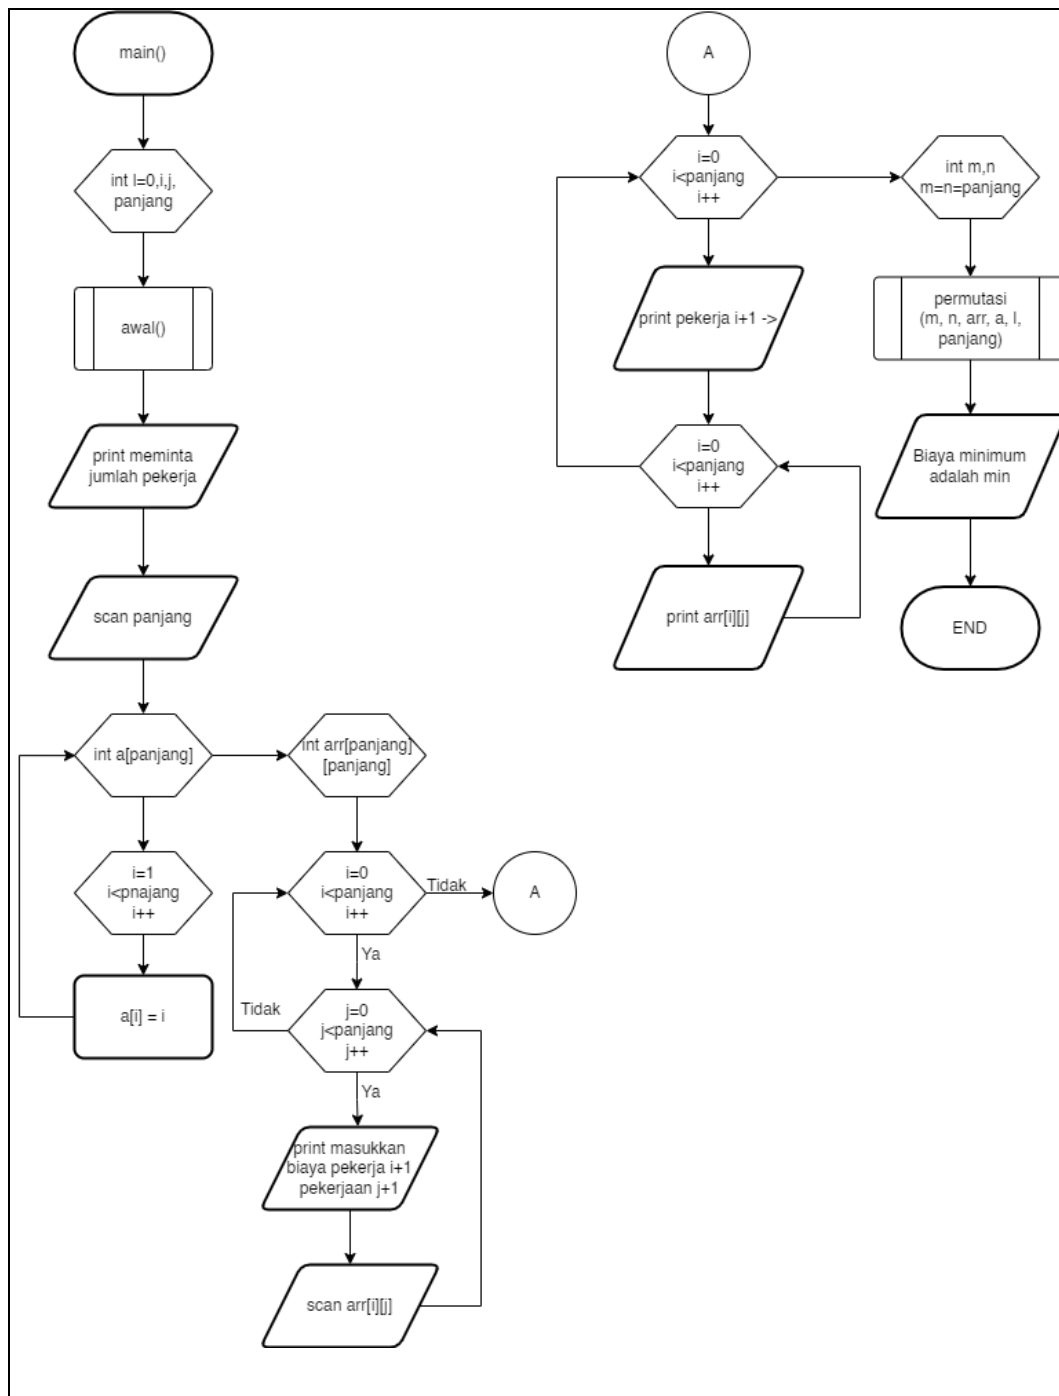 main()
int l=0,i,j,
panjang
awal()
print meminta
jumlah pekerja
scan panjang
int a[panjang]
i=1
i<pnajang
i++
a[i] = i
int arr[panjang]
[panjang]
i=0
i<panjang
i++
Tidak
A
Ya
j=0
j<panjang
j++
Tidak
Ya
print masukkan
biaya pekerja i+1
pekerjaan j+1
scan arr[i][j]
A
i=0
i<panjang
i++
print pekerja i+1 ->
i=0
i<panjang
i++
print arr[i][j]
int m,n
m=n=panjang
permutasi
(m, n, arr, a, l,
panjang)
Biaya minimum
adalah min
END